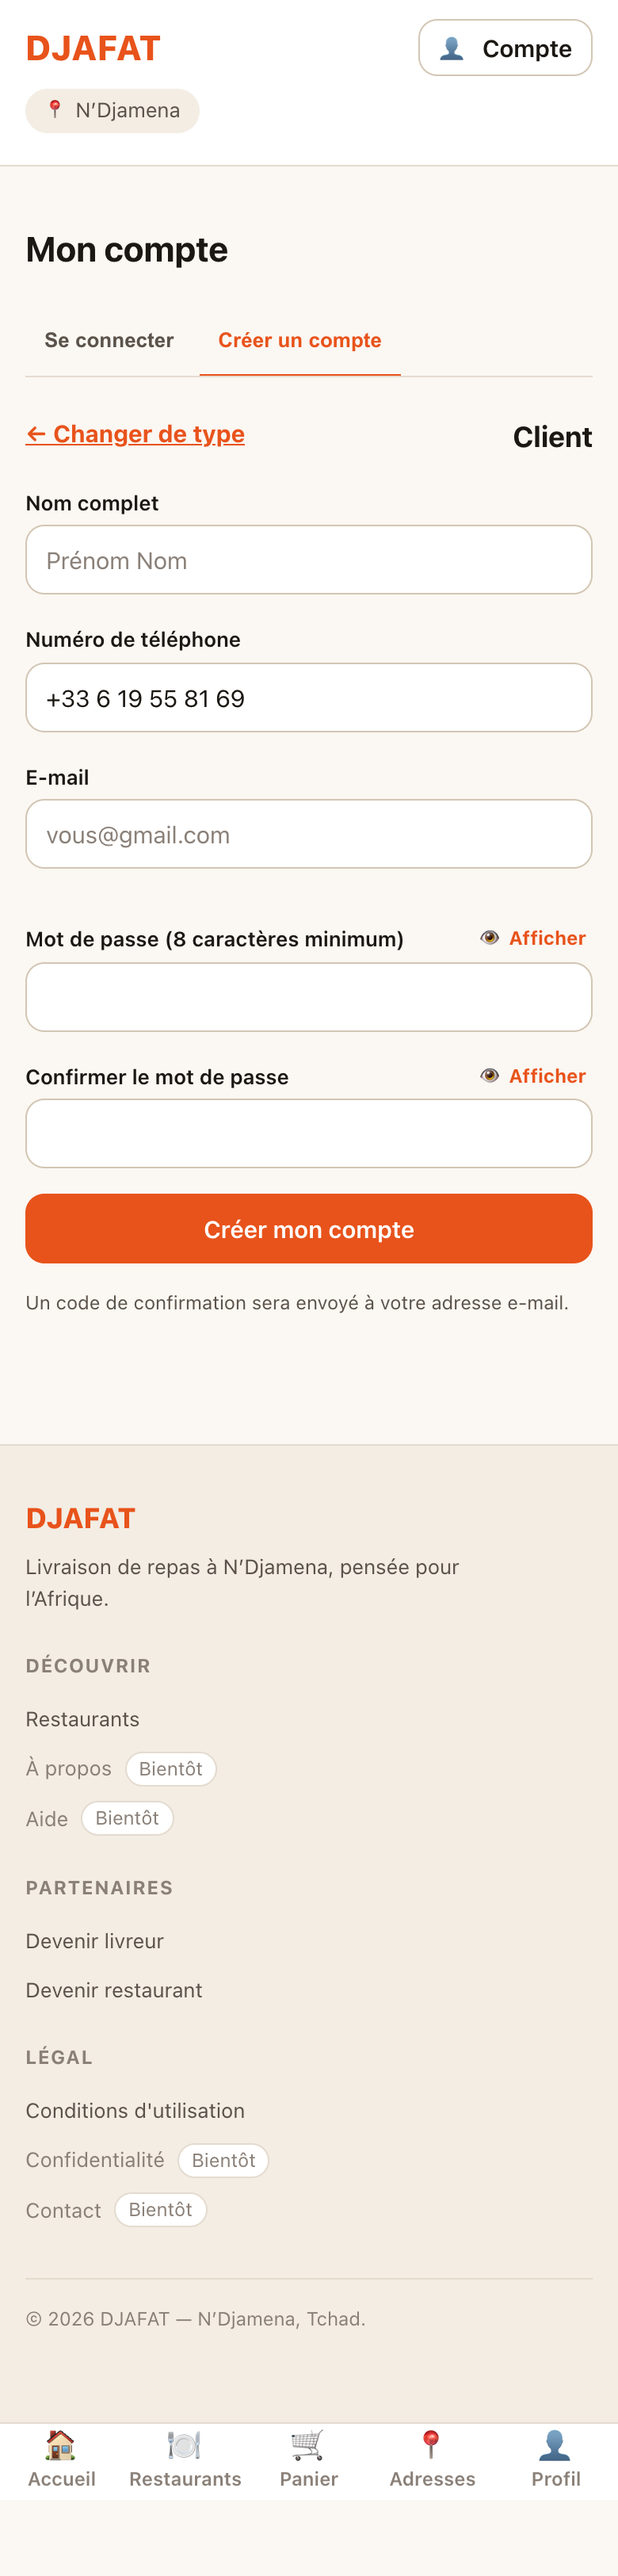 DJAFAT
Compte
N’Djamena
Mon compte
Se connecter
Créer un compte
← Changer de type
Client
Nom complet
Prénom Nom
Numéro de téléphone
+33 6 19 55 81 69
E-mail
vous@gmail.com
Mot de passe (8 caractères minimum)
Afficher
Confirmer le mot de passe
Afficher
Créer mon compte
Un code de confirmation sera envoyé à votre adresse e-mail.
DJAFAT
Livraison de repas à N’Djamena, pensée pour
l’Afrique.
DÉCOUVRIR
Restaurants
À propos Bientôt
Aide Bientôt
PARTENAIRES
Devenir livreur
Devenir restaurant
LÉGAL
Conditions d'utilisation
Confidentialité Bientôt
Contact Bientôt
© 2026 DJAFAT — N’Djamena, Tchad.
Accueil
Restaurants
Panier
Adresses
Profil